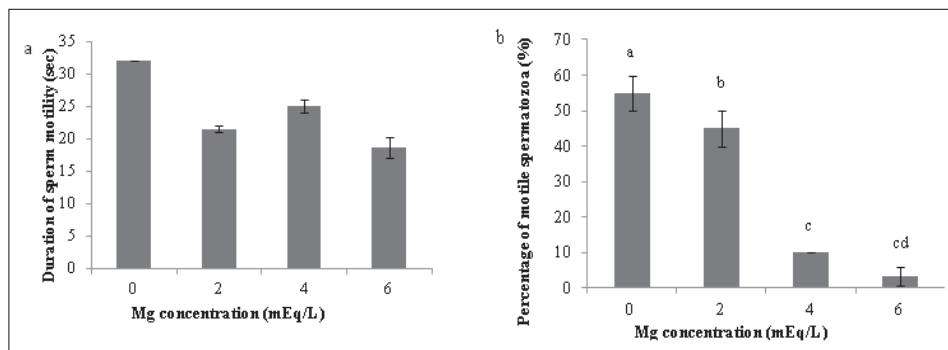 a
Duration of sperm motility (sec)
35
30
25
20
15
10
5
0
0 2 4 6
Mg concentration (mEq/L)
b
Percentage of motile spermatozoa (%)
70
60
50
40
30
20
10
0
a
b
c
cd
0 2 4 6
Mg concentration (mEq/L)